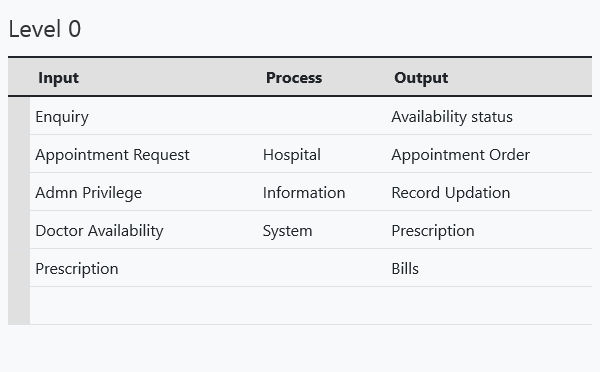 Level 0
Input Process Output
Enquiry Availability status
Appointment Request Hospital Appointment Order
Admn Privilege Information Record Updation
Doctor Availability System Prescription
Prescription Bills